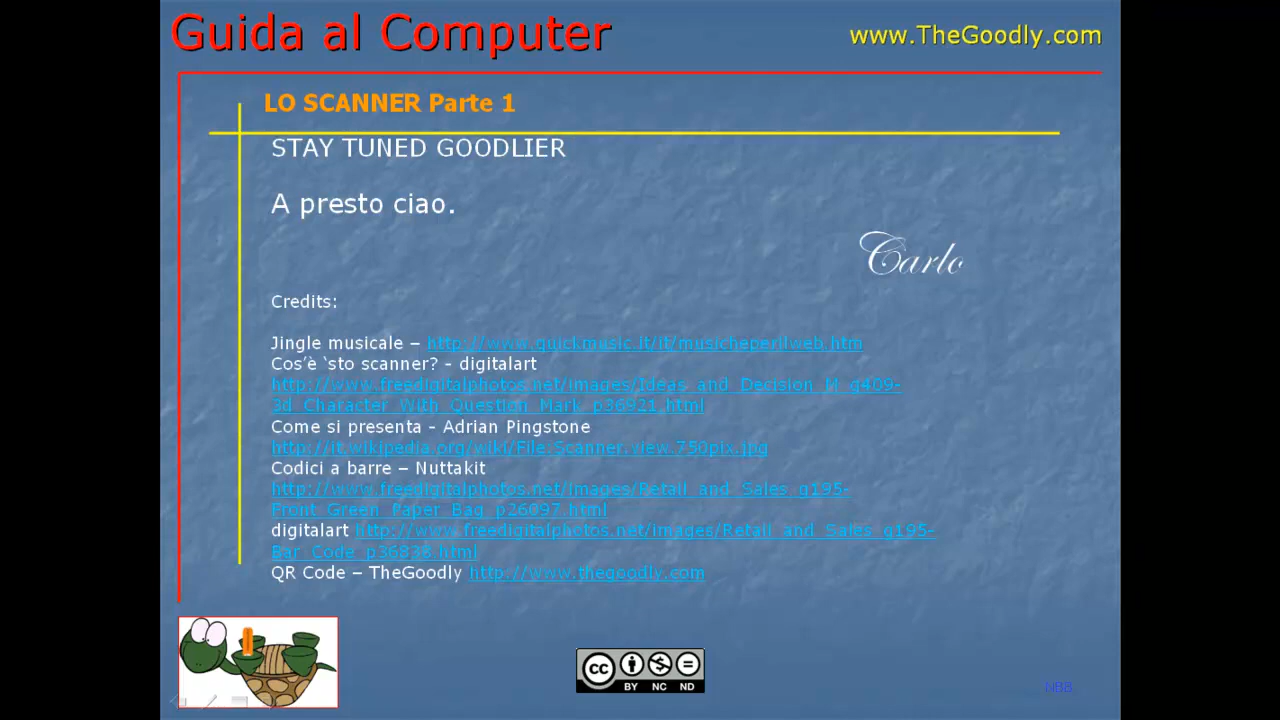 Guida al Computer
www.TheGoodly.com
LO SCANNER Parte 1
STAY TUNED GOODLIER
A presto ciao.
Carlo
Credits:
Jingle musicale – http://www.quickmusic.it/it/musicheperilweb.htm
Cos'è 'sto scanner? - digitalart
http://www.freedigitalphotos.net/images/Ideas_and_Decision_M_g409-
3d_Character_With_Question_Mark_p36921.html
Come si presenta - Adrian Pingstone
http://it.wikipedia.org/wiki/File:Scanner.view.750pix.jpg
Codici a barre – Nuttakit
http://www.freedigitalphotos.net/images/Retail_and_Sales_g195-
Front_Green_Paper_Bag_p26097.html
digitalart http://www.freedigitalphotos.net/images/Retail_and_Sales_g195-
Bar_Code_p36838.html
QR Code – TheGoodly http://www.thegoodly.com
cc BY NC ND